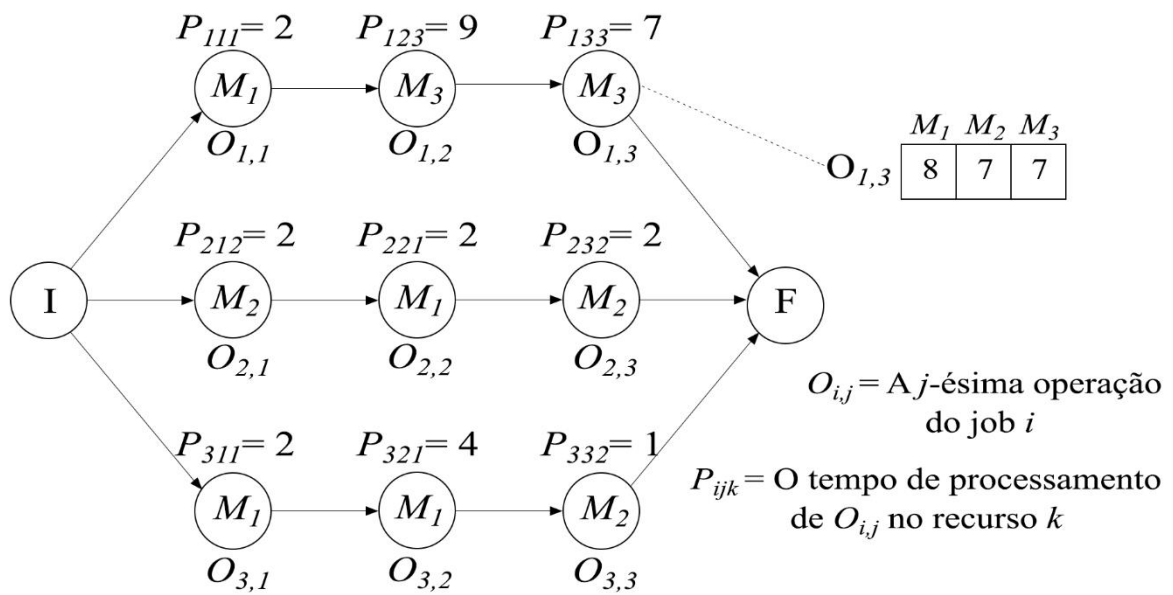 P111= 2 P123= 9 P133= 7
M1 M3 M3
O1,1 O1,2 O1,3
M1 M2 M3
O1,3 8 7 7
P212= 2 P221= 2 P232= 2
I M2 M1 M2 F
O2,1 O2,2 O2,3
Oi,j = A j-ésima operação
do job i
P311= 2 P321= 4 P332= 1
M1 M1 M2
O3,1 O3,2 O3,3
Pijk = O tempo de processamento
de Oi,j no recurso k